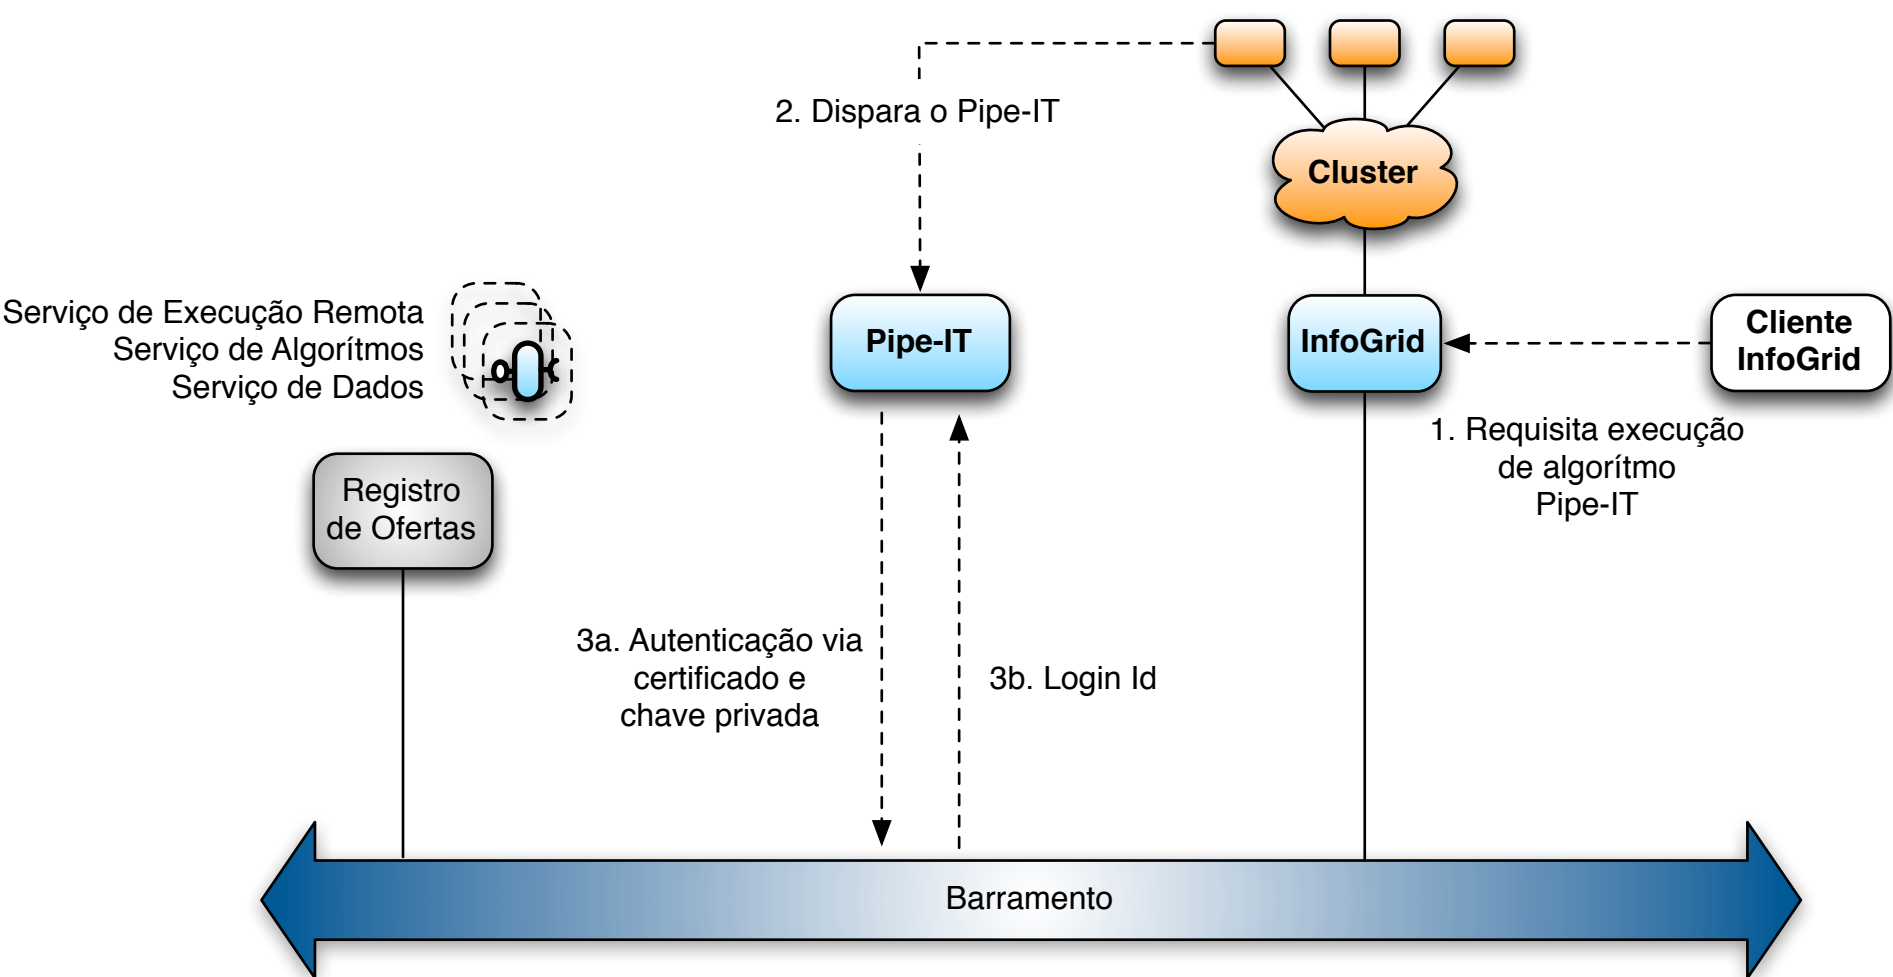 2. Dispara o Pipe-IT
Cluster
Serviço de Execução Remota
Serviço de Algorítmos
Serviço de Dados
Pipe-IT
InfoGrid
Cliente
InfoGrid
1. Requisita execução
de algorítmo
Pipe-IT
Registro
de Ofertas
3a. Autenticação via
certificado e
chave privada
3b. Login Id
Barramento